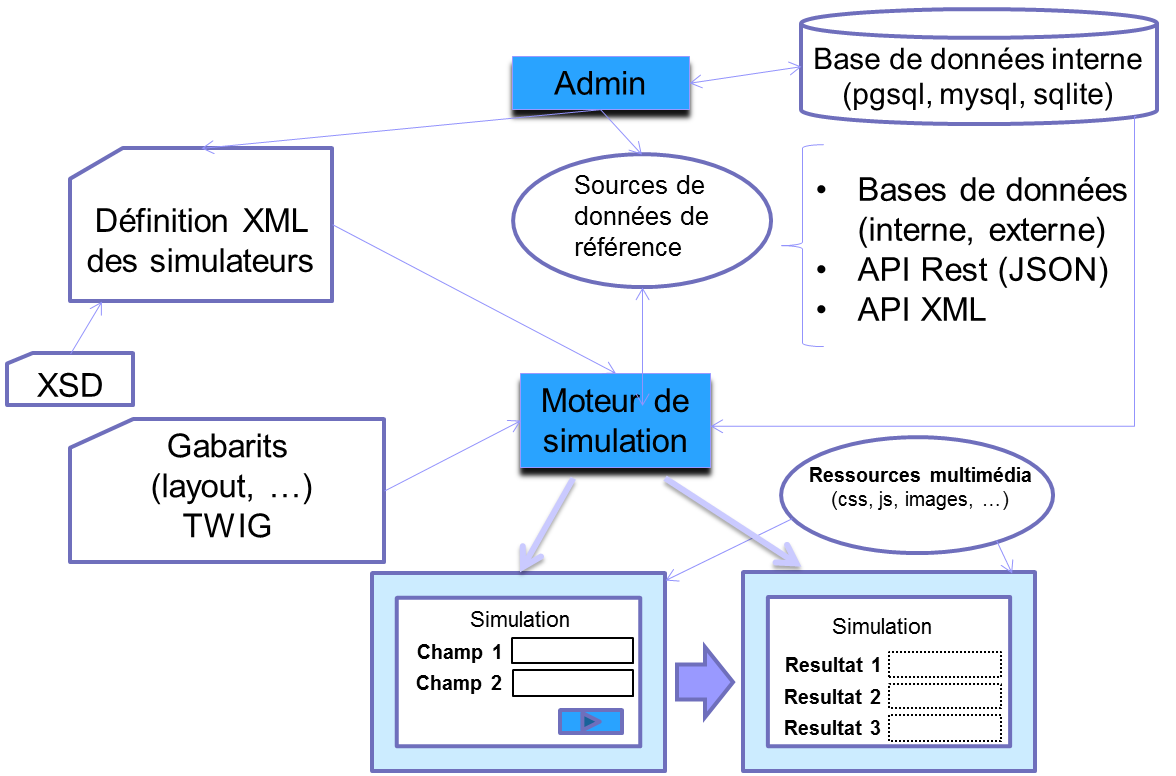 Admin
Base de données interne
(pgsql, mysql, sqlite)
Définition XML
des simulateurs
Sources de
données de
référence
• Bases de données
(interne, externe)
• API Rest (JSON)
• API XML
XSD
Moteur de
simulation
Gabarits
(layout, …)
TWIG
Ressources multimédia
(css, js, images, …)
Simulation
Champ 1
Champ 2
Simulation
Resultat 1
Resultat 2
Resultat 3